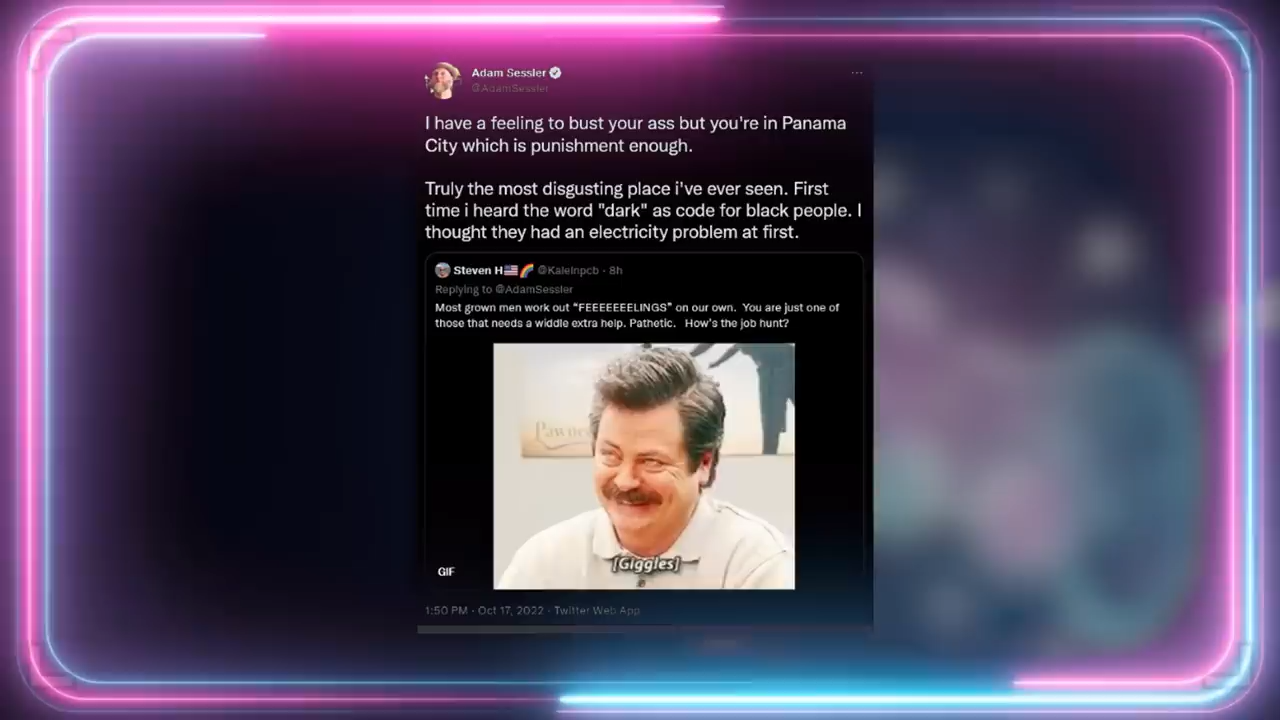 Adam Sessler
@AdamSessler
I have a feeling to bust your ass but you're in Panama
City which is punishment enough.
Truly the most disgusting place i've ever seen. First
time i heard the word "dark" as code for black people. I
thought they had an electricity problem at first.
Steven H🇺🇸🌈 @KaleInpcb · 8h
Replying to @AdamSessler
Most grown men work out "FEEEEEEELINGS" on our own. You are just one of
those that needs a widdle extra help. Pathetic. How's the job hunt?
Pawnee
[Giggles]
GIF
1:50 PM · Oct 17, 2022 · Twitter Web App